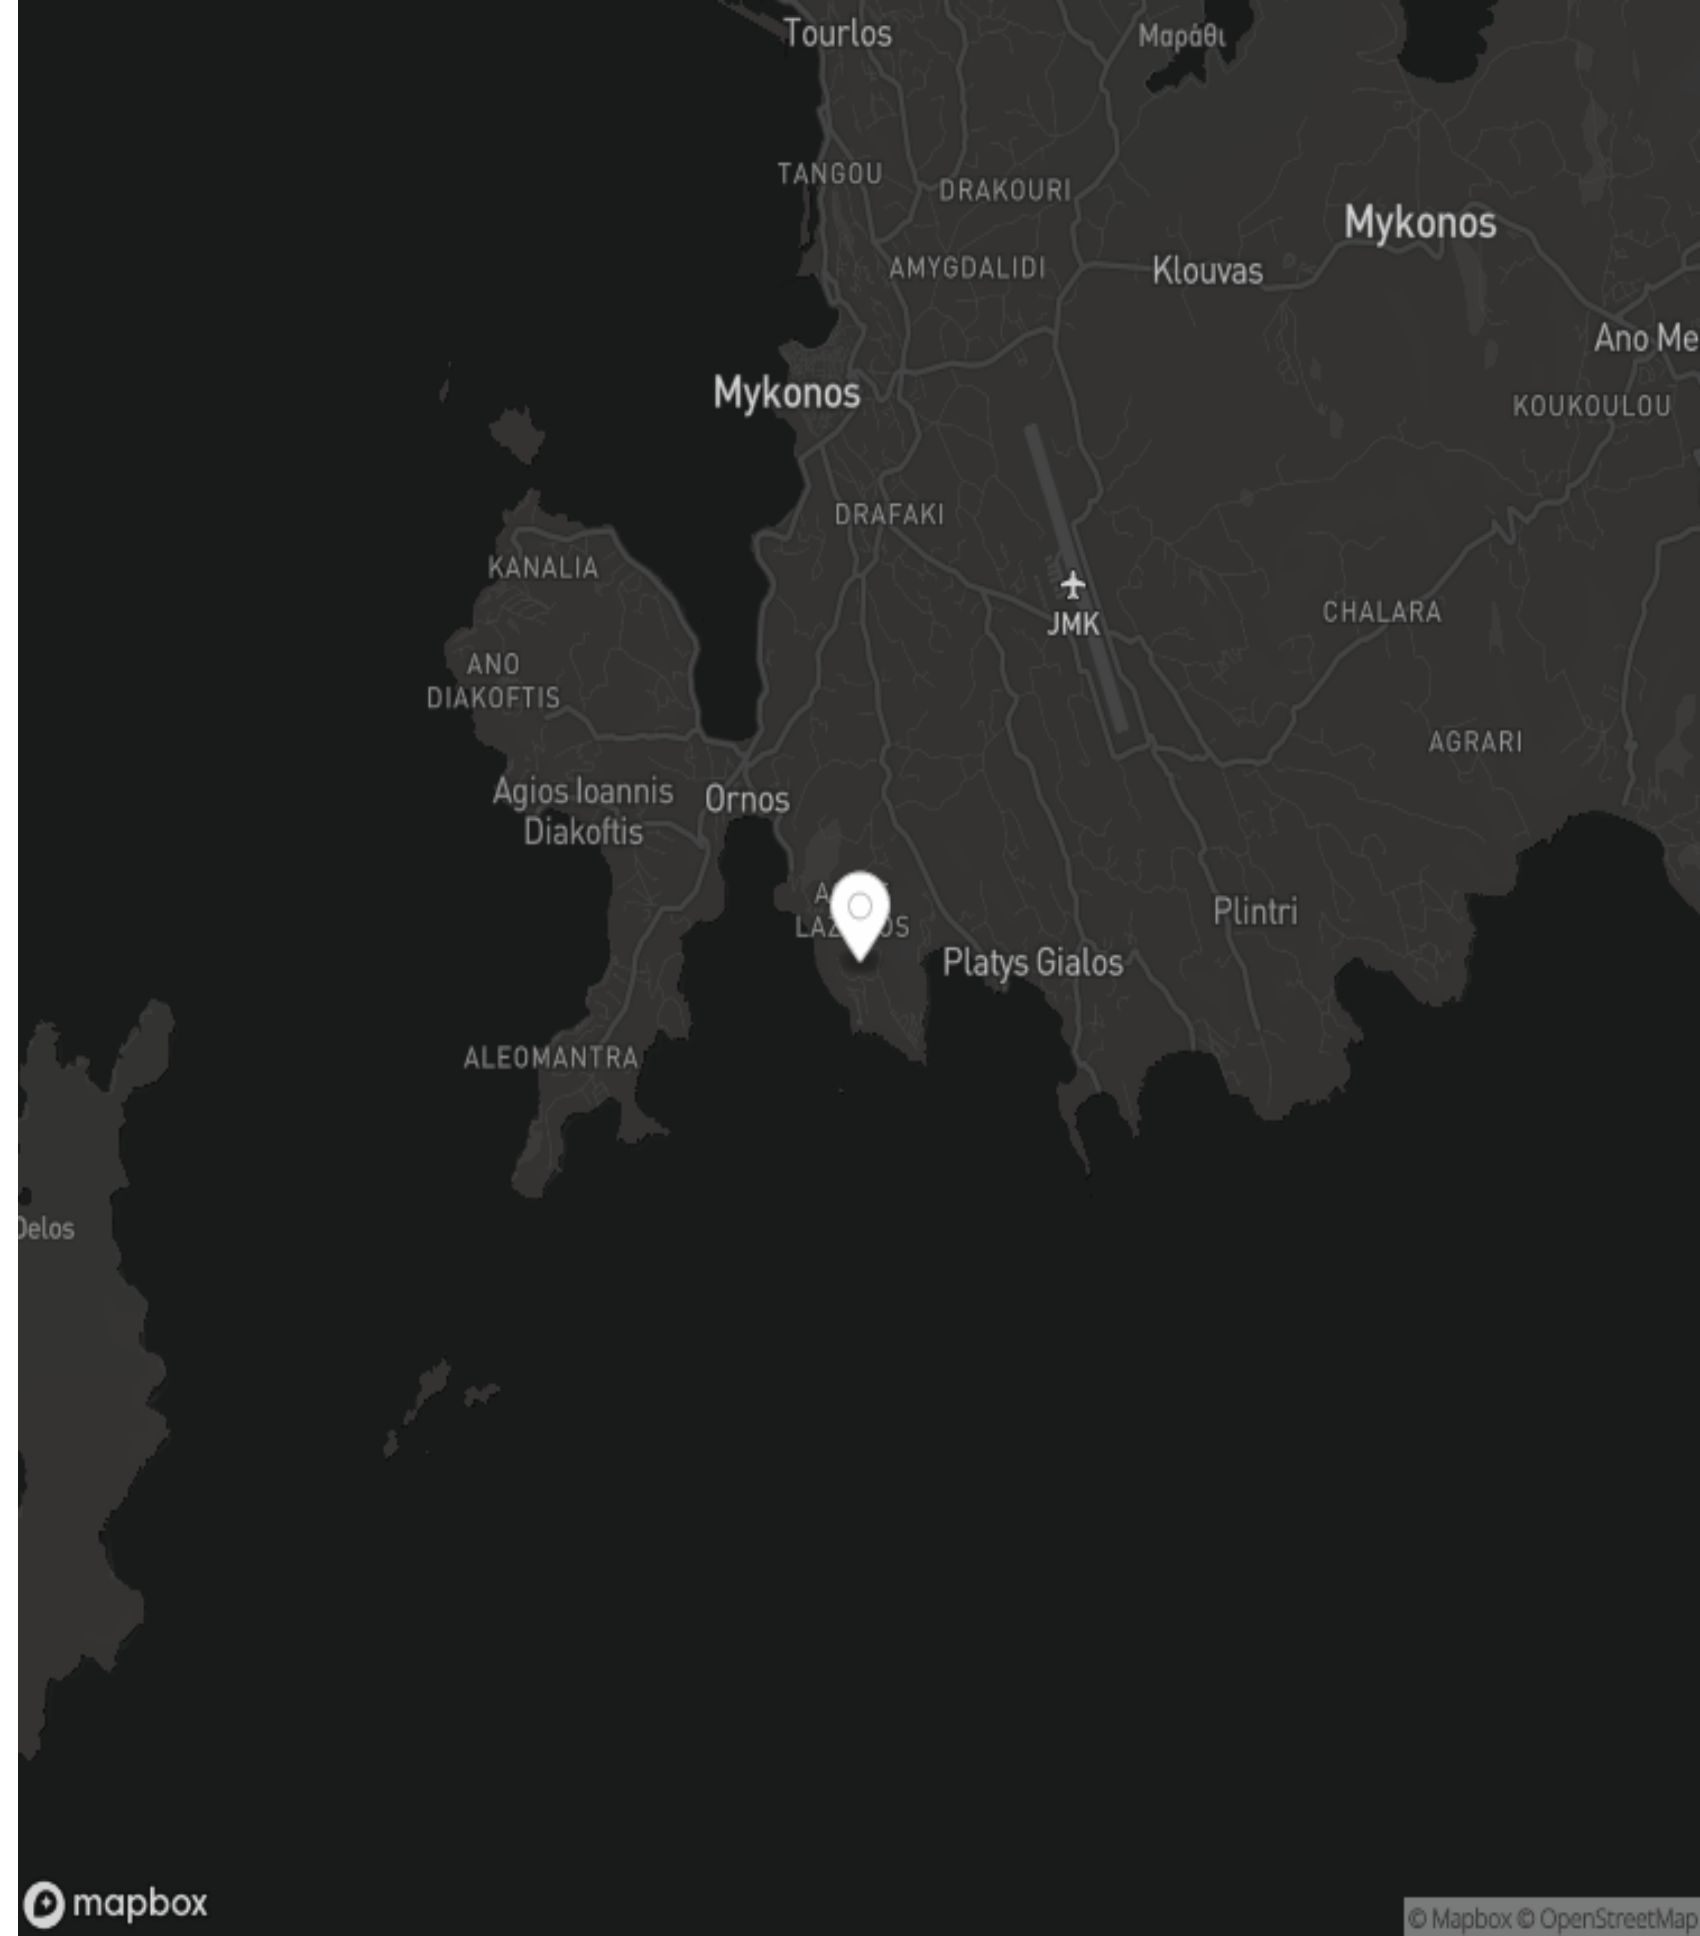 Tourlos
Μαράθι
TANGOU
DRAKOURI
Mykonos
AMYGDALIDI
Klouvas
Ano Me
Mykonos
KOUKOULOU
DRAFAKI
KANALIA
CHALARA
JMK
ANO
DIAKOFTIS
AGRARI
Agios Ioannis
Diakoftis
Ornos
Plintri
Platys Gialos
ALEOMANTRA
Delos
mapbox
© Mapbox © OpenStreetMap